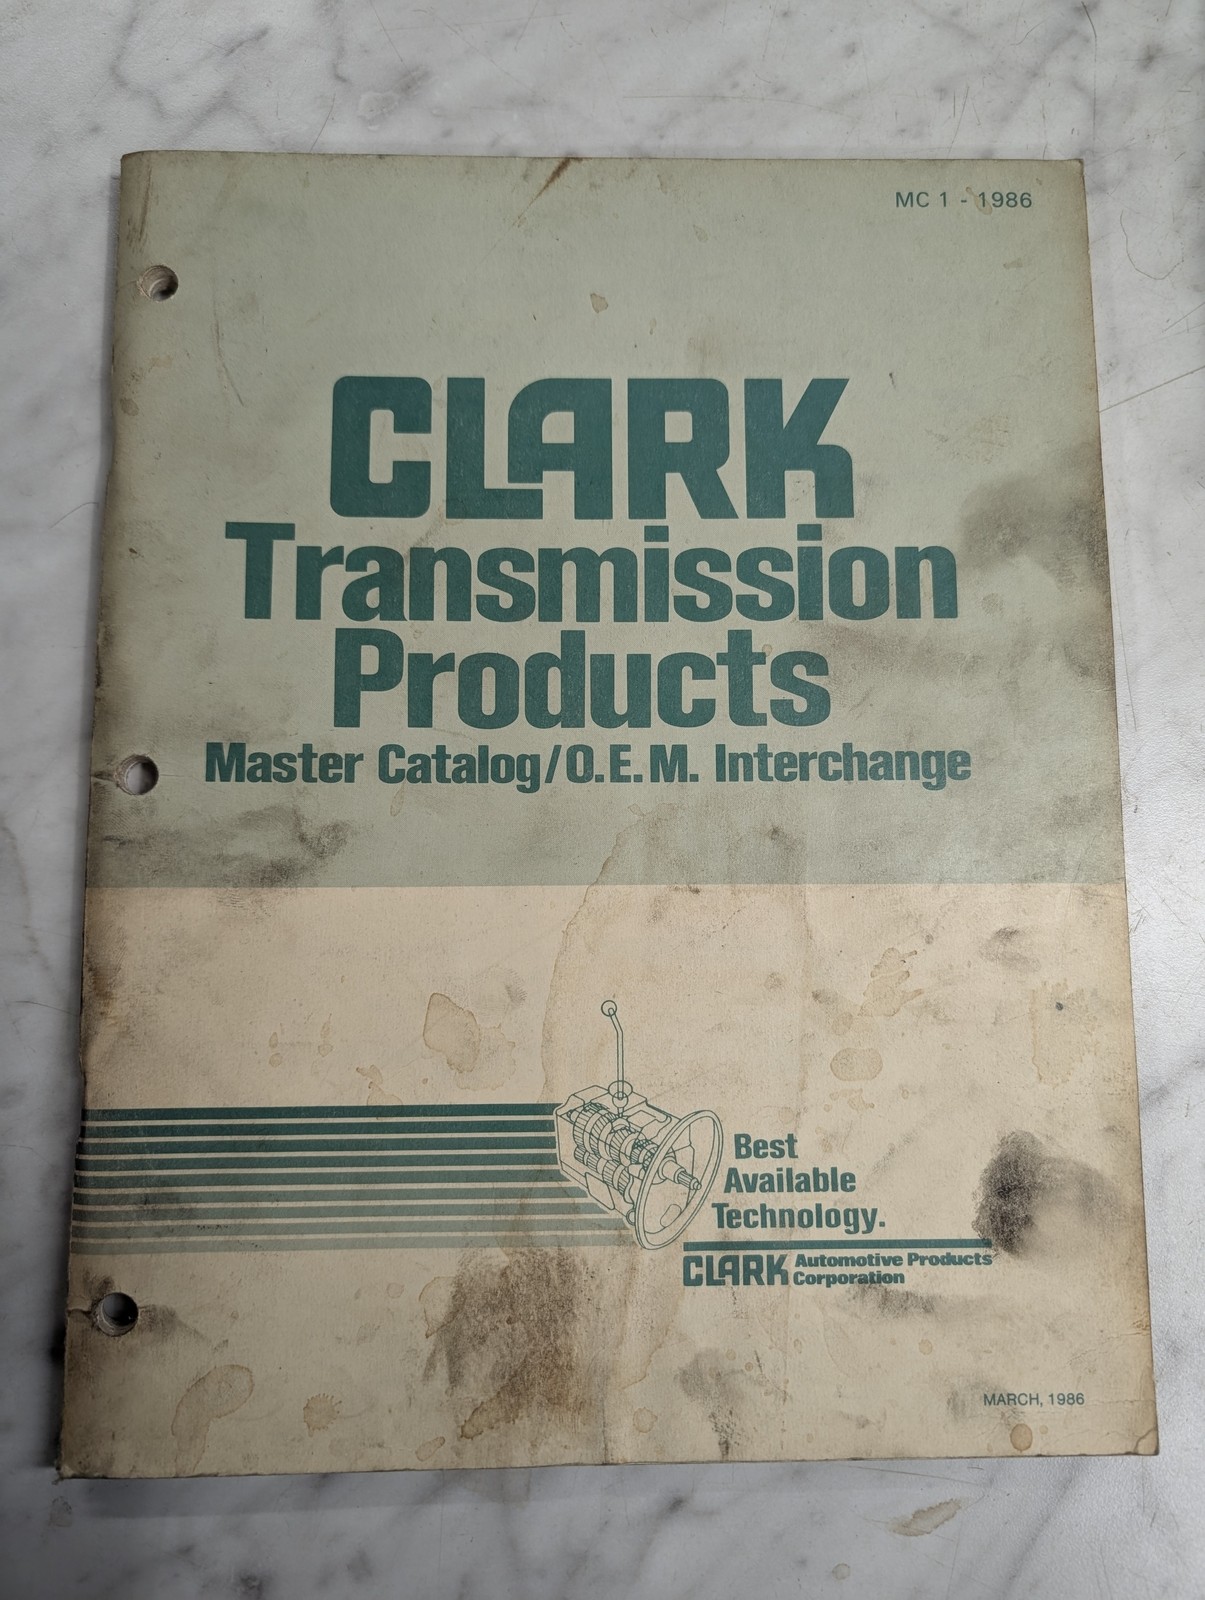 MC 1 - 1986
CLARK
Transmission
Products
Master Catalog/O.E.M. Interchange
Best
Available
Technology.
CLARK Automotive Products
Corporation
MARCH, 1986